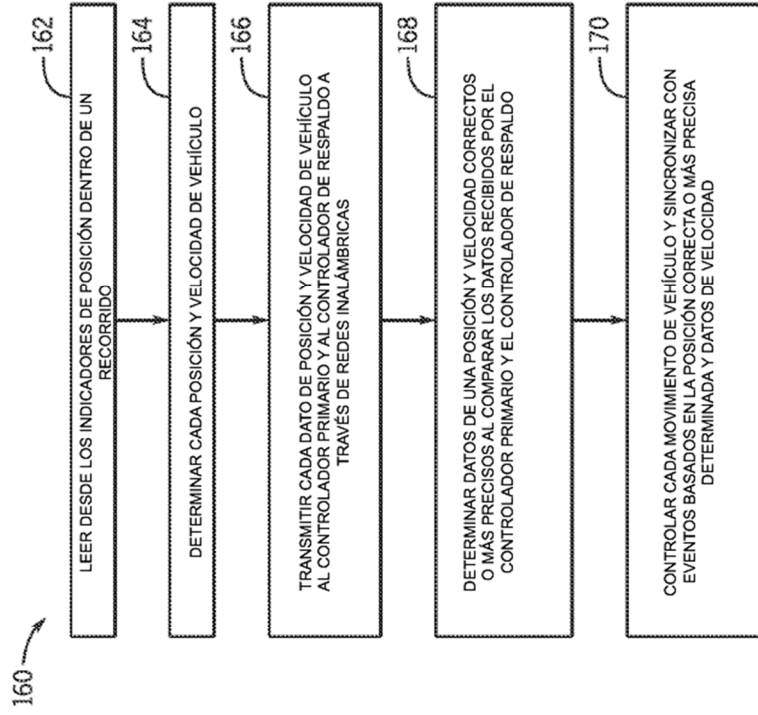 160
162
LEER DESDE LOS INDICADORES DE POSICIÓN DENTRO DE UN
RECORRIDO
164
DETERMINAR CADA POSICIÓN Y VELOCIDAD DE VEHÍCULO
166
TRANSMITIR CADA DATO DE POSICIÓN Y VELOCIDAD DE VEHÍCULO
AL CONTROLADOR PRIMARIO Y AL CONTROLADOR DE RESPALDO A
TRAVÉS DE REDES INALÁMBRICAS
168
DETERMINAR DATOS DE UNA POSICIÓN Y VELOCIDAD CORRECTOS
O MÁS PRECISOS AL COMPARAR LOS DATOS RECIBIDOS POR EL
CONTROLADOR PRIMARIO Y EL CONTROLADOR DE RESPALDO
170
CONTROLAR CADA MOVIMIENTO DE VEHÍCULO Y SINCRONIZAR CON
EVENTOS BASADOS EN LA POSICIÓN CORRECTA O MÁS PRECISA
DETERMINADA Y DATOS DE VELOCIDAD